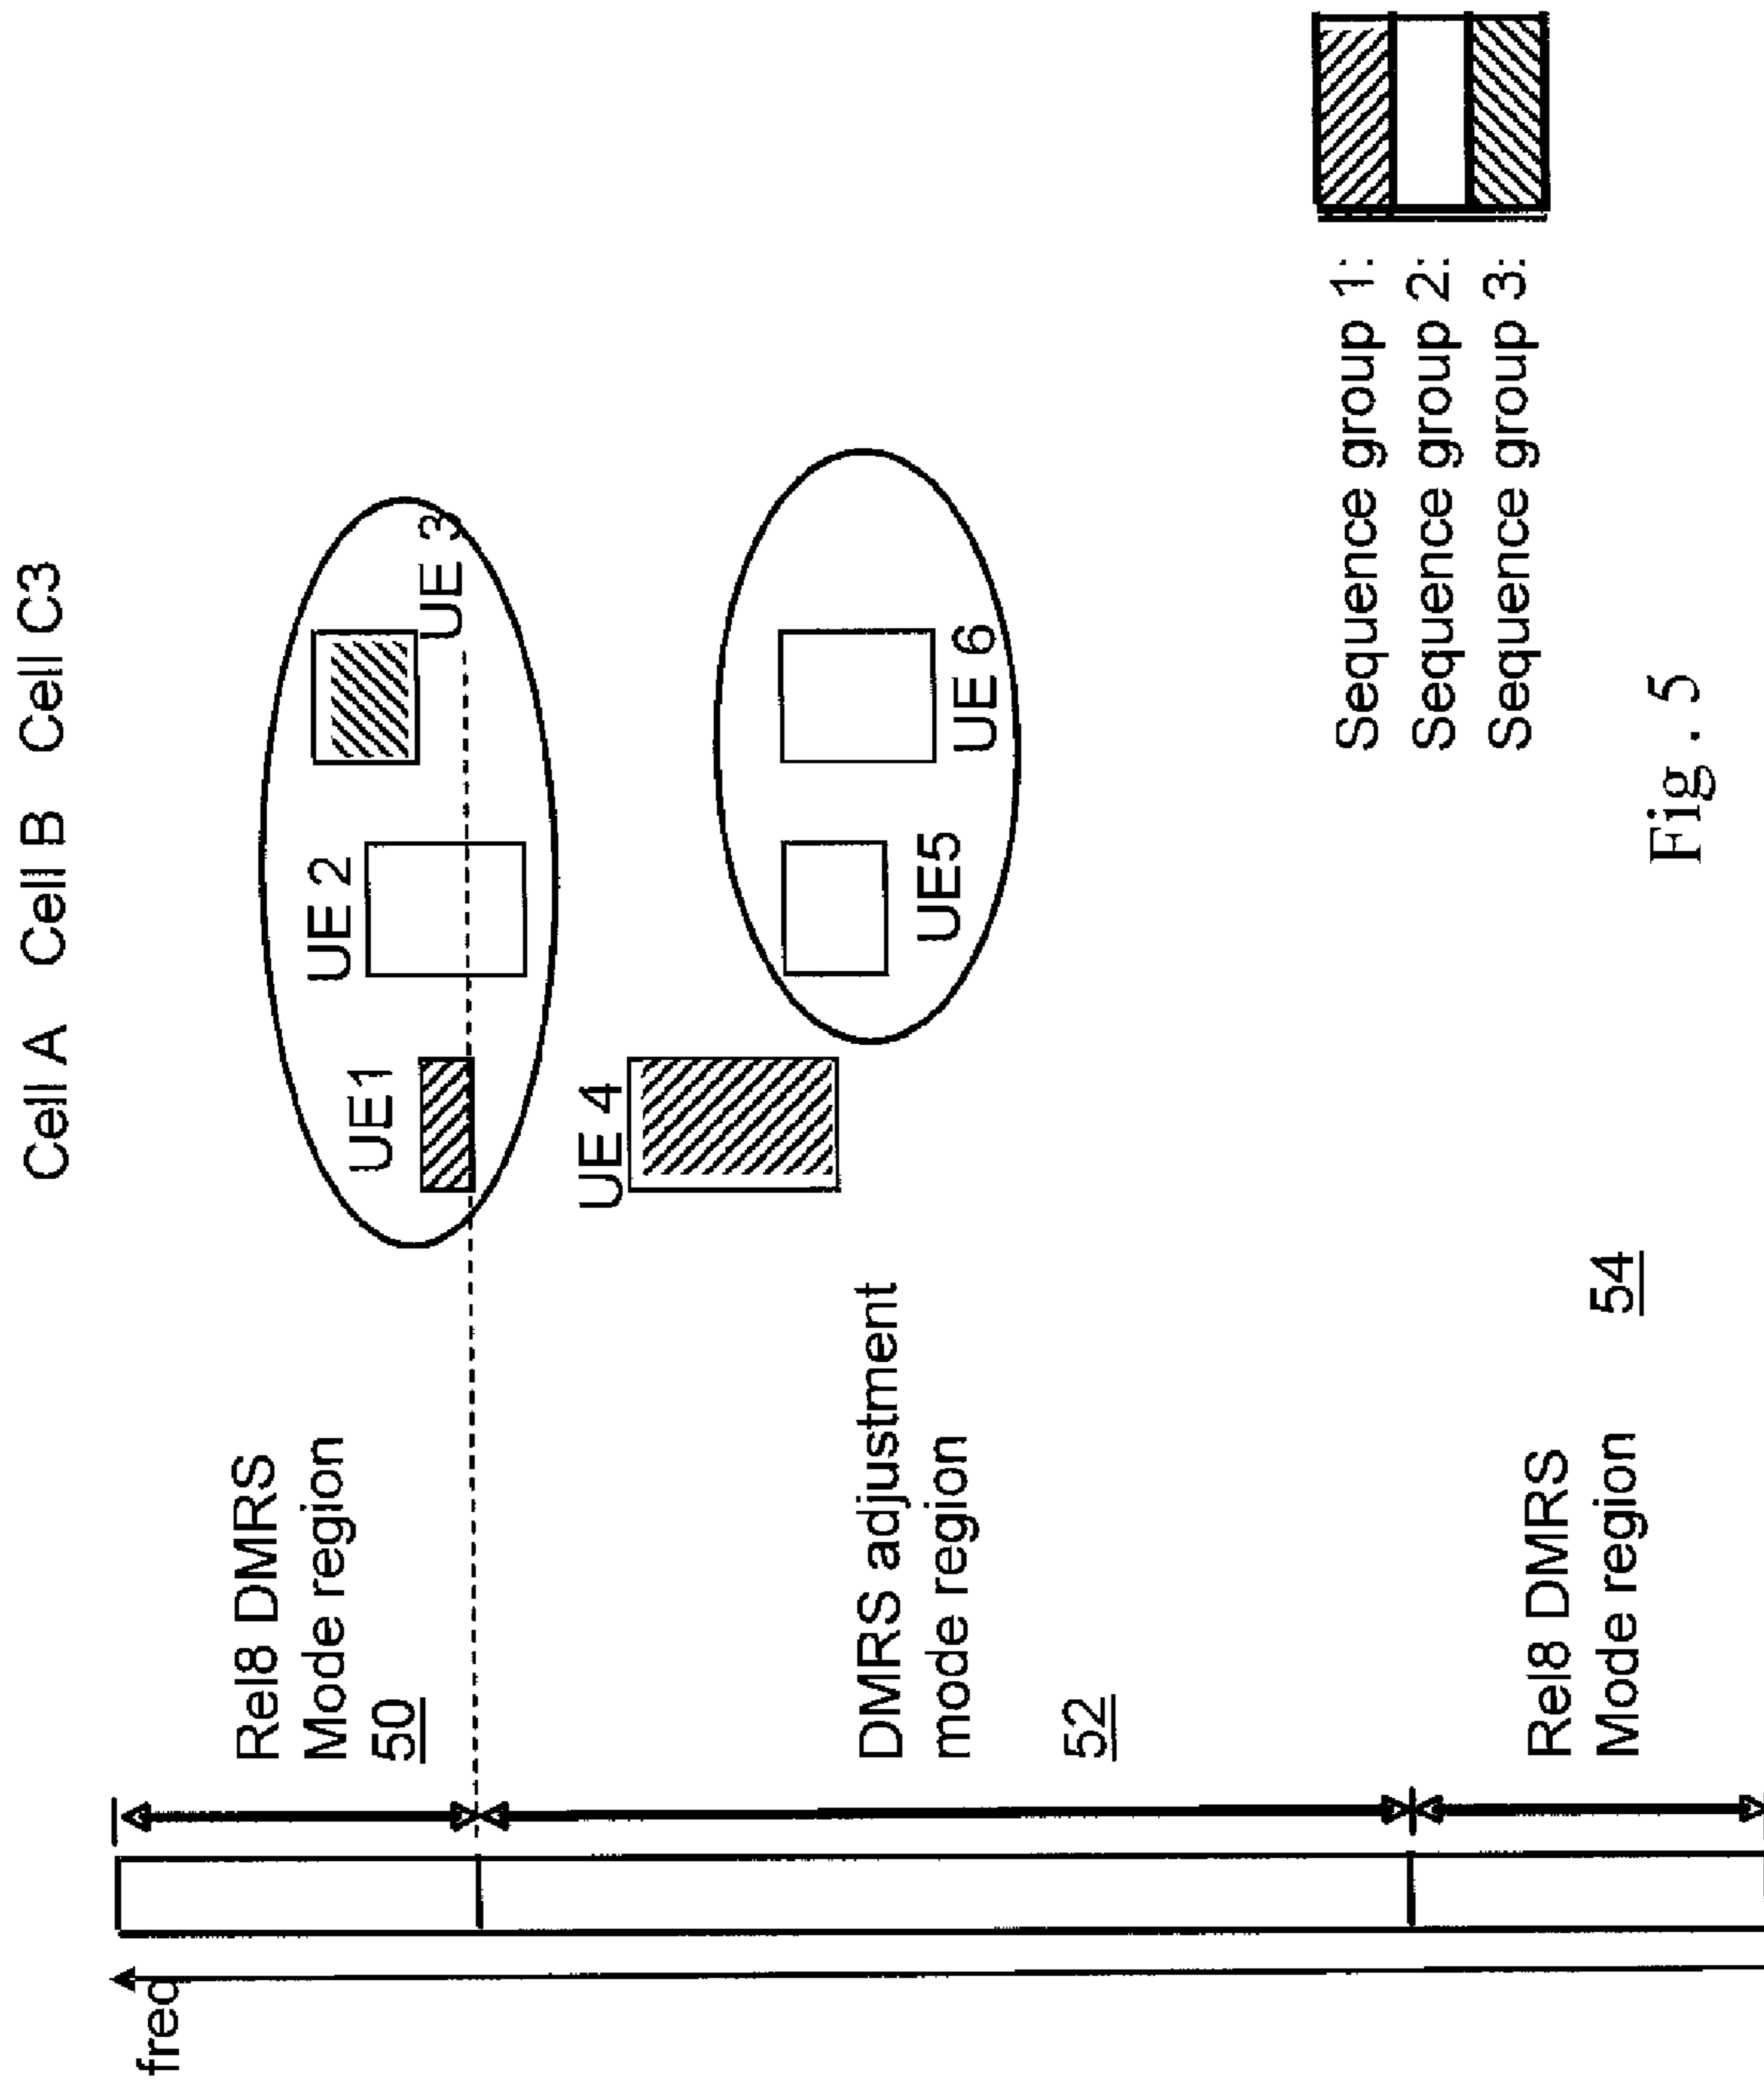 Cell A Cell B Cell C3
freq
Rel8 DMRS
Mode region
50
UE1
UE 2
UE 3
UE 4
DMRS adjustment
mode region
52
UE5
UE 6
Rel8 DMRS
Mode region
54
Sequence group 1:
Sequence group 2:
Sequence group 3:
Fig. 5